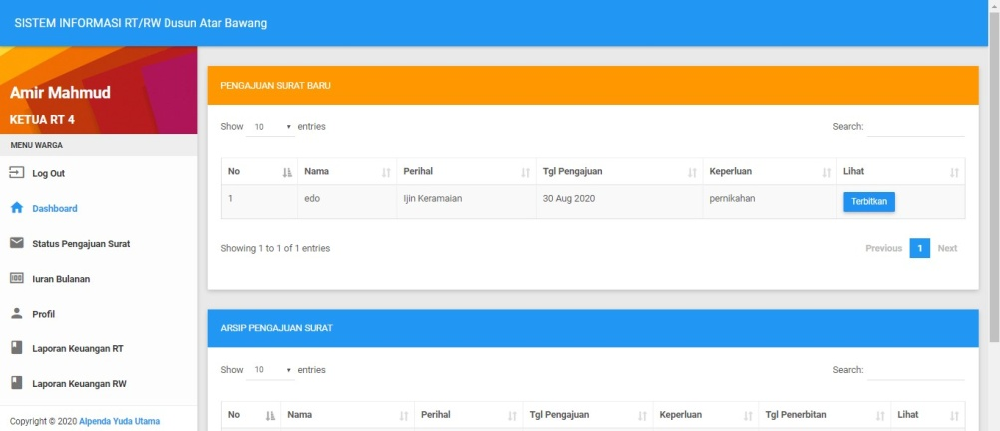 SISTEM INFORMASI RT/RW Dusun Atar Bawang
Amir Mahmud
KETUA RT 4
MENU WARGA
Log Out
Dashboard
Status Pengajuan Surat
Iuran Bulanan
Profil
Laporan Keuangan RT
Laporan Keuangan RW
Copyright © 2020 Alpenda Yuda Utama
PENGAJUAN SURAT BARU
Show 10 entries Search:
No Nama Perihal Tgl Pengajuan Keperluan Lihat
1 edo Ijin Keramaian 30 Aug 2020 pernikahan Terbitkan
Showing 1 to 1 of 1 entries Previous 1 Next
ARSIP PENGAJUAN SURAT
Show 10 entries Search:
No Nama Perihal Tgl Pengajuan Keperluan Tgl Penerbitan Lihat